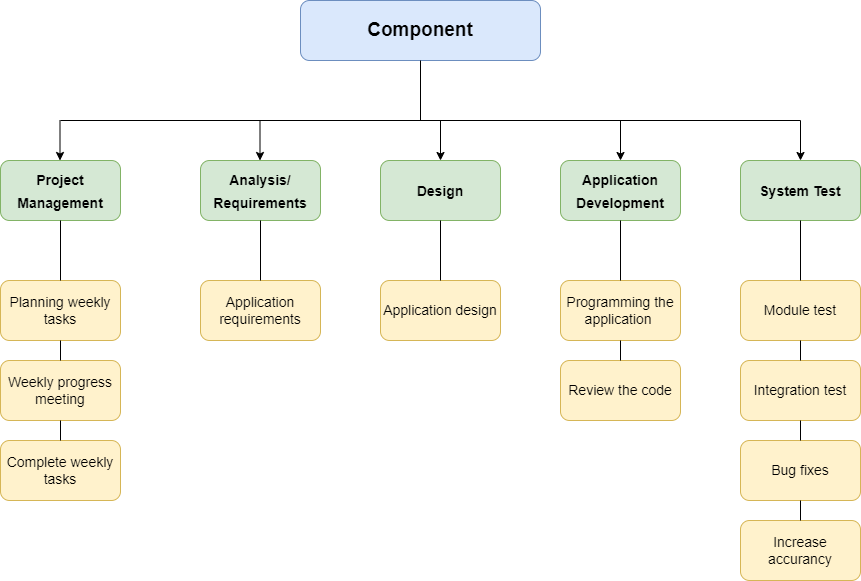 Component
Project
Management
Analysis/
Requirements
Design
Application
Development
System Test
Planning weekly
tasks
Application
requirements
Application design
Programming the
application
Module test
Weekly progress
meeting
Review the code
Integration test
Complete weekly
tasks
Bug fixes
Increase
accurancy